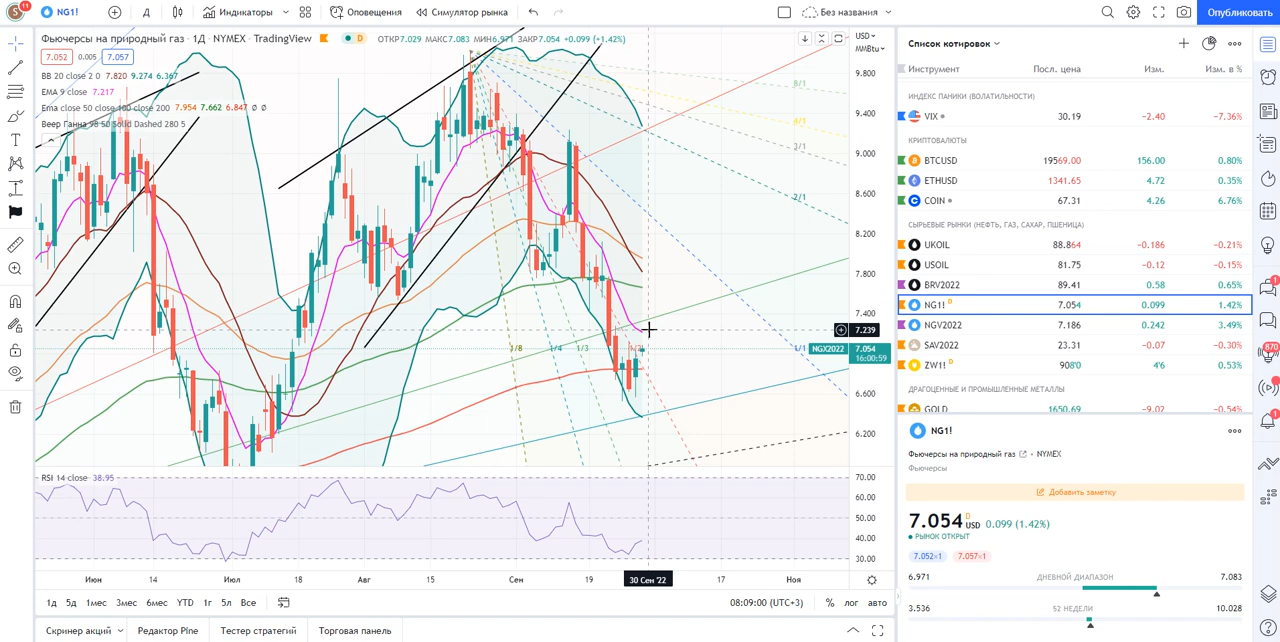 S 11 NG1! Д Индикаторы Оповещения Симулятор рынка Без названия Опубликовать
Фьючерсы на природный газ · 1Д · NYMEX · TradingView D ОТКР7.029 МАКС7.083 МИН6.971 ЗАКР7.054 +0.099 (+1.42%)
7.052 0.005 7.057
BB 20 close 2 0 7.820 9.274 6.367
EMA 9 close 7.217
Ema close 50 close 100 close 200 7.954 7.662 6.847 ∅ ∅
Веер Ганна 98 50 Solid Dashed 280 5
USD
MMBtu
9.800
9.400
9.000
8.600
8.200
7.800
7.400
7.239
NGX2022 7.054
16:00:59
6.600
6.200
8/1
4/1
3/1
2/1
1/1
1/8 1/4 1/3 1/2
RSI 14 close 38.95
70.00
60.00
50.00
40.00
30.00
Июн 14 Июл 18 Авг 15 Сен 19 30 Сен '22 17 Ноя
1д 5д 1мес 3мес 6мес YTD 1г 5л Все 08:09:00 (UTC+3) % лог авто
Скринер акций Редактор Pine Тестер стратегий Торговая панель
Список котировок
Инструмент Посл. цена Изм. Изм. в %
ИНДЕКС ПАНИКИ (ВОЛАТИЛЬНОСТИ)
VIX 30.19 −2.40 −7.36%
КРИПТОВАЛЮТЫ
BTCUSD 19569.00 156.00 0.80%
ETHUSD 1341.65 4.72 0.35%
COIN 67.31 4.26 6.76%
СЫРЬЕВЫЕ РЫНКИ (НЕФТЬ, ГАЗ, САХАР, ПШЕНИЦА)
UKOIL 88.864 −0.186 −0.21%
USOIL 81.75 −0.12 −0.15%
BRV2022 89.41 0.58 0.65%
NG1! D 7.054 0.099 1.42%
NGV2022 7.186 0.242 3.49%
SAV2022 23.31 −0.07 −0.30%
ZW1! D 908'0 4'6 0.53%
ДРАГОЦЕННЫЕ И ПРОМЫШЛЕННЫЕ МЕТАЛЛЫ
GOLD 1650.69 −9.02 −0.54%
NG1!
Фьючерсы на природный газ • NYMEX
Фьючерсы
Добавить заметку
7.054 D USD 0.099 (1.42%)
РЫНОК ОТКРЫТ
7.052×1 7.057×1
6.971 ДНЕВНОЙ ДИАПАЗОН 7.083
3.536 52 НЕДЕЛИ 10.028
1
870
1